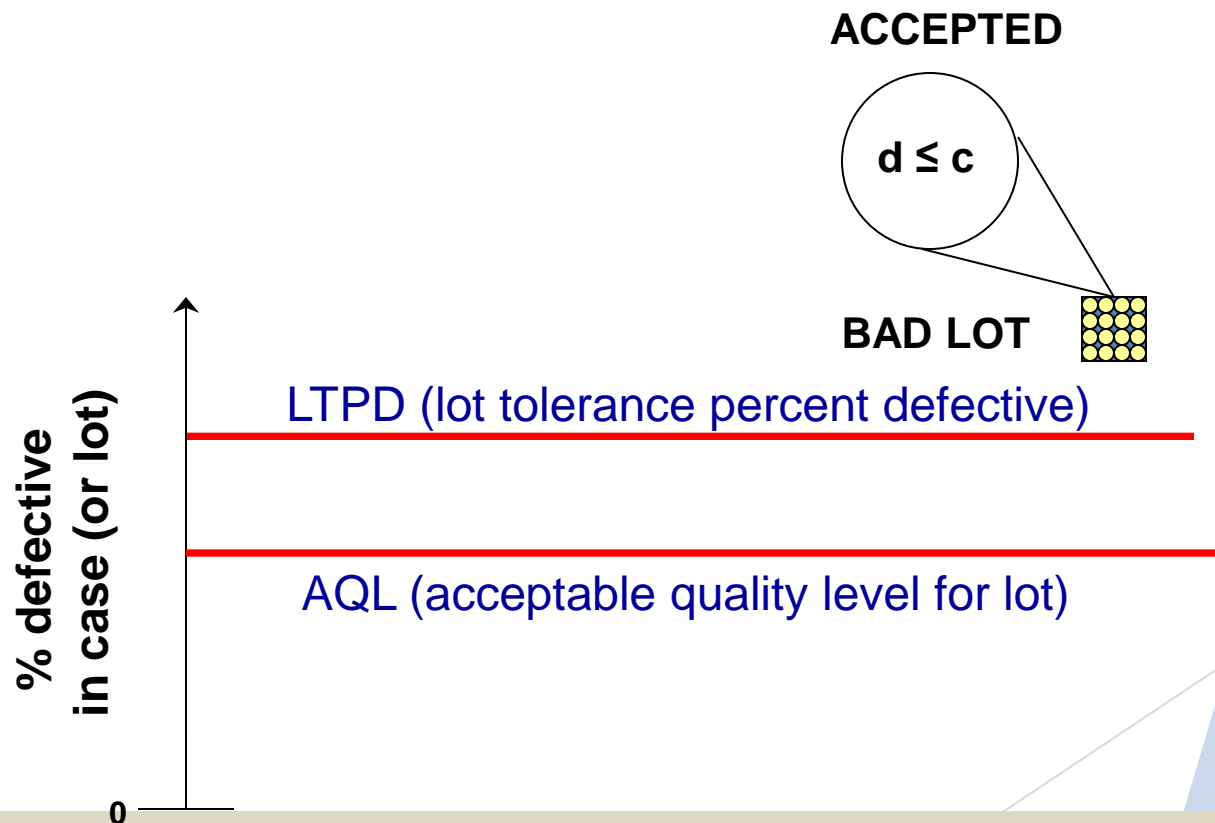 ACCEPTED
d ≤ c
BAD LOT
LTPD (lot tolerance percent defective)
AQL (acceptable quality level for lot)
% defective
in case (or lot)
0